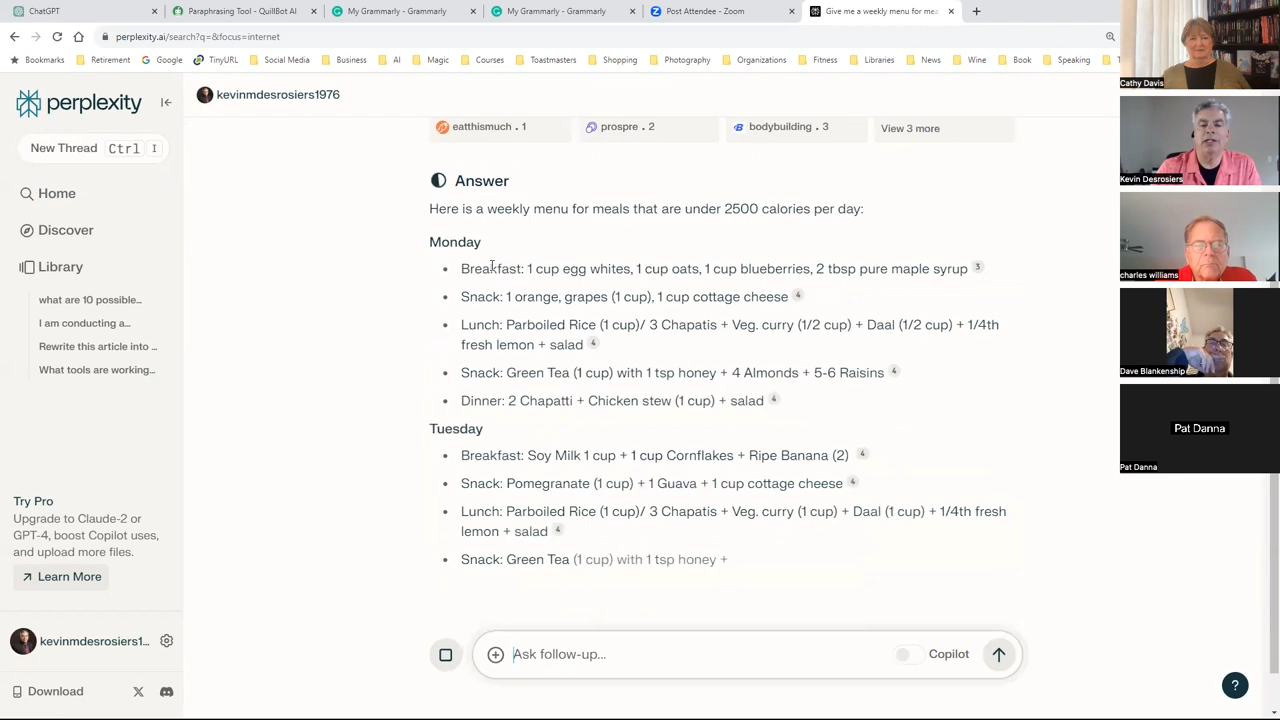 ChatGPT
Paraphrasing Tool - QuillBot AI
My Grammarly - Grammarly
My Grammarly - Grammarly
Post Attendee - Zoom
Give me a weekly menu for mea
perplexity.ai/search?q=&focus=internet
Bookmarks
Retirement
Google
TinyURL
Social Media
Business
AI
Magic
Courses
Toastmasters
Shopping
Photography
Organizations
Fitness
Libraries
News
Wine
Book
Speaking
perplexity
kevinmdesrosiers1976
New Thread Ctrl I
Home
Discover
Library
what are 10 possible...
I am conducting a...
Rewrite this article into ...
What tools are working...
Try Pro
Upgrade to Claude-2 or
GPT-4, boost Copilot uses,
and upload more files.
Learn More
kevinmdesrosiers1...
Download
eatthismuch . 1
prospre . 2
bodybuilding . 3
View 3 more
Answer
Here is a weekly menu for meals that are under 2500 calories per day:
Monday
Breakfast: 1 cup egg whites, 1 cup oats, 1 cup blueberries, 2 tbsp pure maple syrup 3
Snack: 1 orange, grapes (1 cup), 1 cup cottage cheese 4
Lunch: Parboiled Rice (1 cup)/ 3 Chapatis + Veg. curry (1/2 cup) + Daal (1/2 cup) + 1/4th
fresh lemon + salad 4
Snack: Green Tea (1 cup) with 1 tsp honey + 4 Almonds + 5-6 Raisins 4
Dinner: 2 Chapatti + Chicken stew (1 cup) + salad 4
Tuesday
Breakfast: Soy Milk 1 cup + 1 cup Cornflakes + Ripe Banana (2) 4
Snack: Pomegranate (1 cup) + 1 Guava + 1 cup cottage cheese 4
Lunch: Parboiled Rice (1 cup)/ 3 Chapatis + Veg. curry (1 cup) + Daal (1 cup) + 1/4th fresh
lemon + salad 4
Snack: Green Tea (1 cup) with 1 tsp honey +
Ask follow-up...
Copilot
?
Cathy Davis
Kevin Desrosiers
charles williams
Dave Blankenship
Pat Danna
Pat Danna